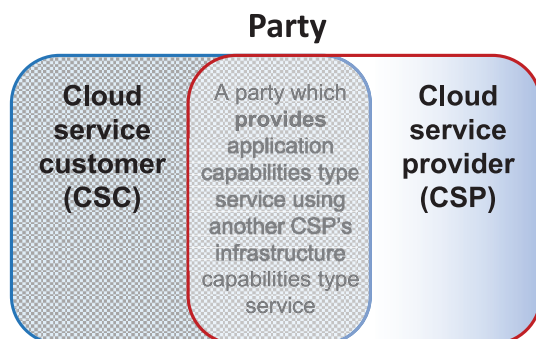 Party
Cloud
service
customer
(CSC)
A party which
provides
application
capabilities type
service using
another CSP's
infrastructure
capabilities type
service
Cloud
service
provider
(CSP)